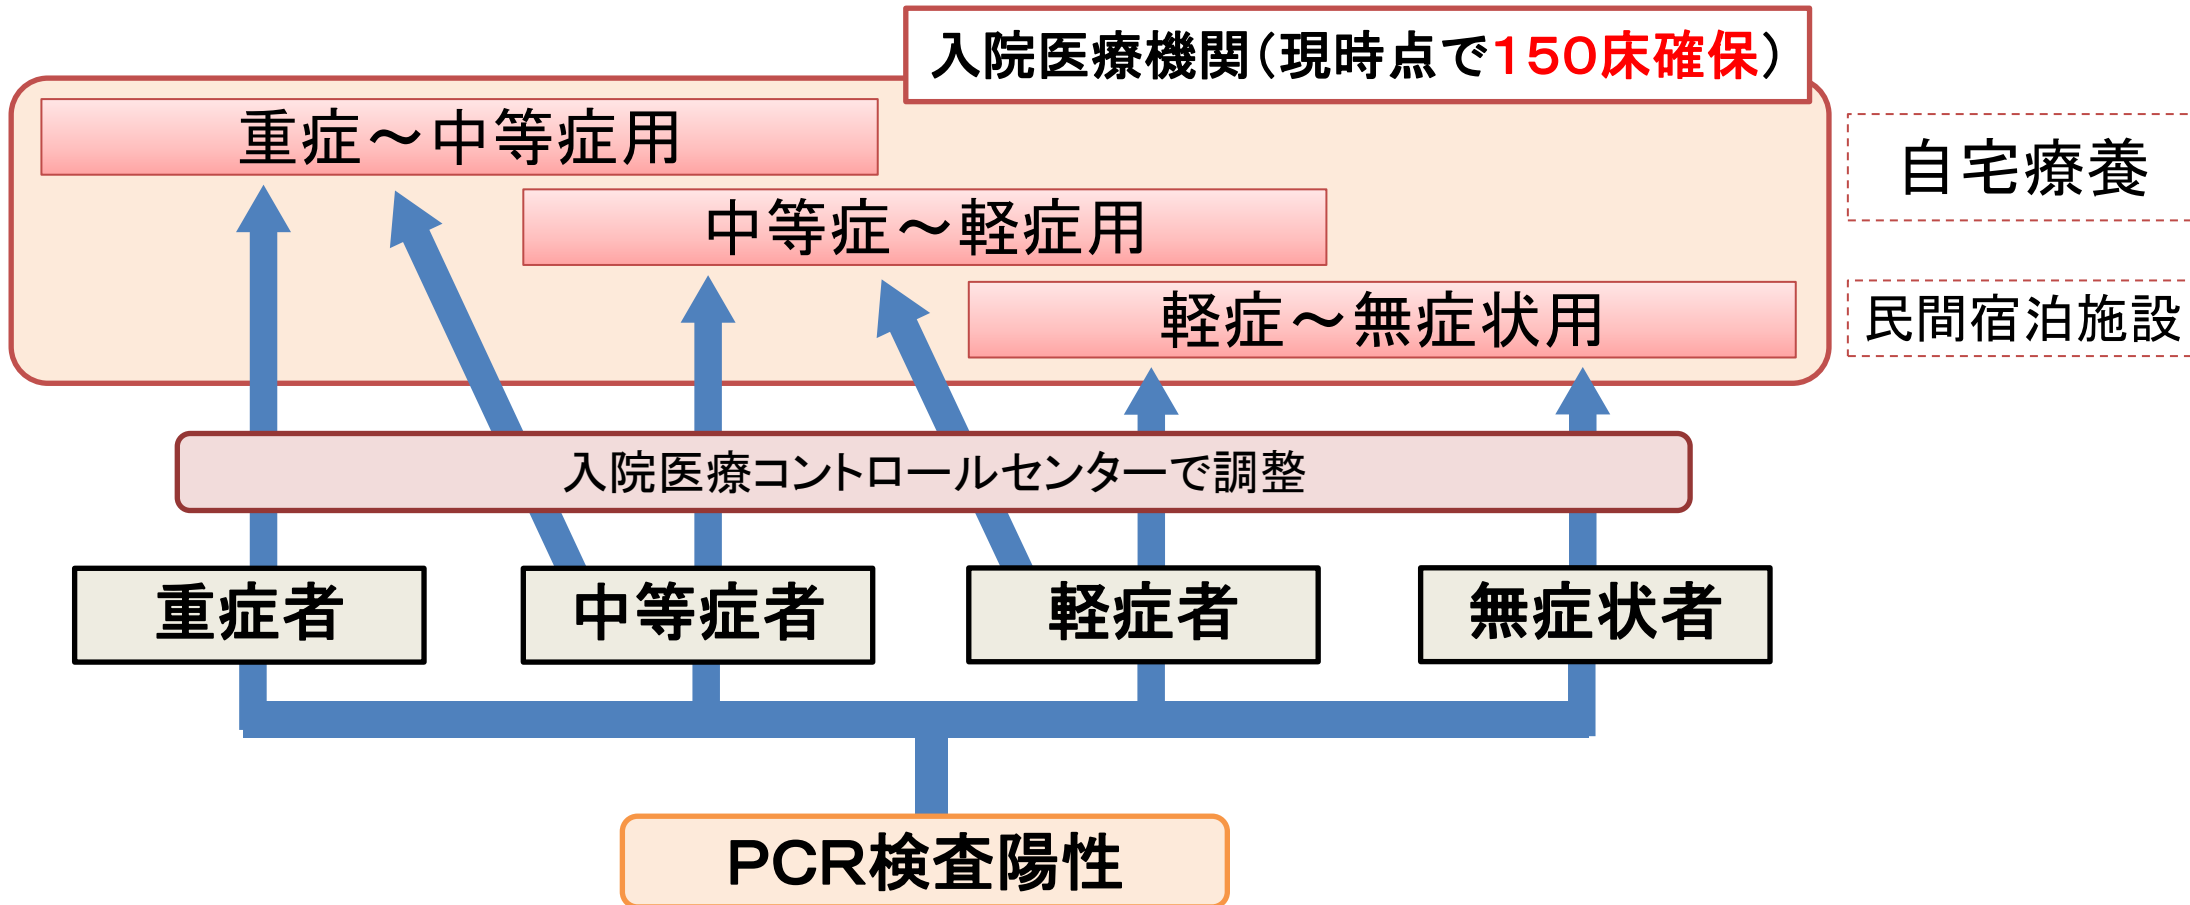 入院医療機関（現時点で１５０床確保）
重症～中等症用
自宅療養
中等症～軽症用
軽症～無症状用
民間宿泊施設
入院医療コントロールセンターで調整
重症者
中等症者
軽症者
無症状者
ＰＣＲ検査陽性